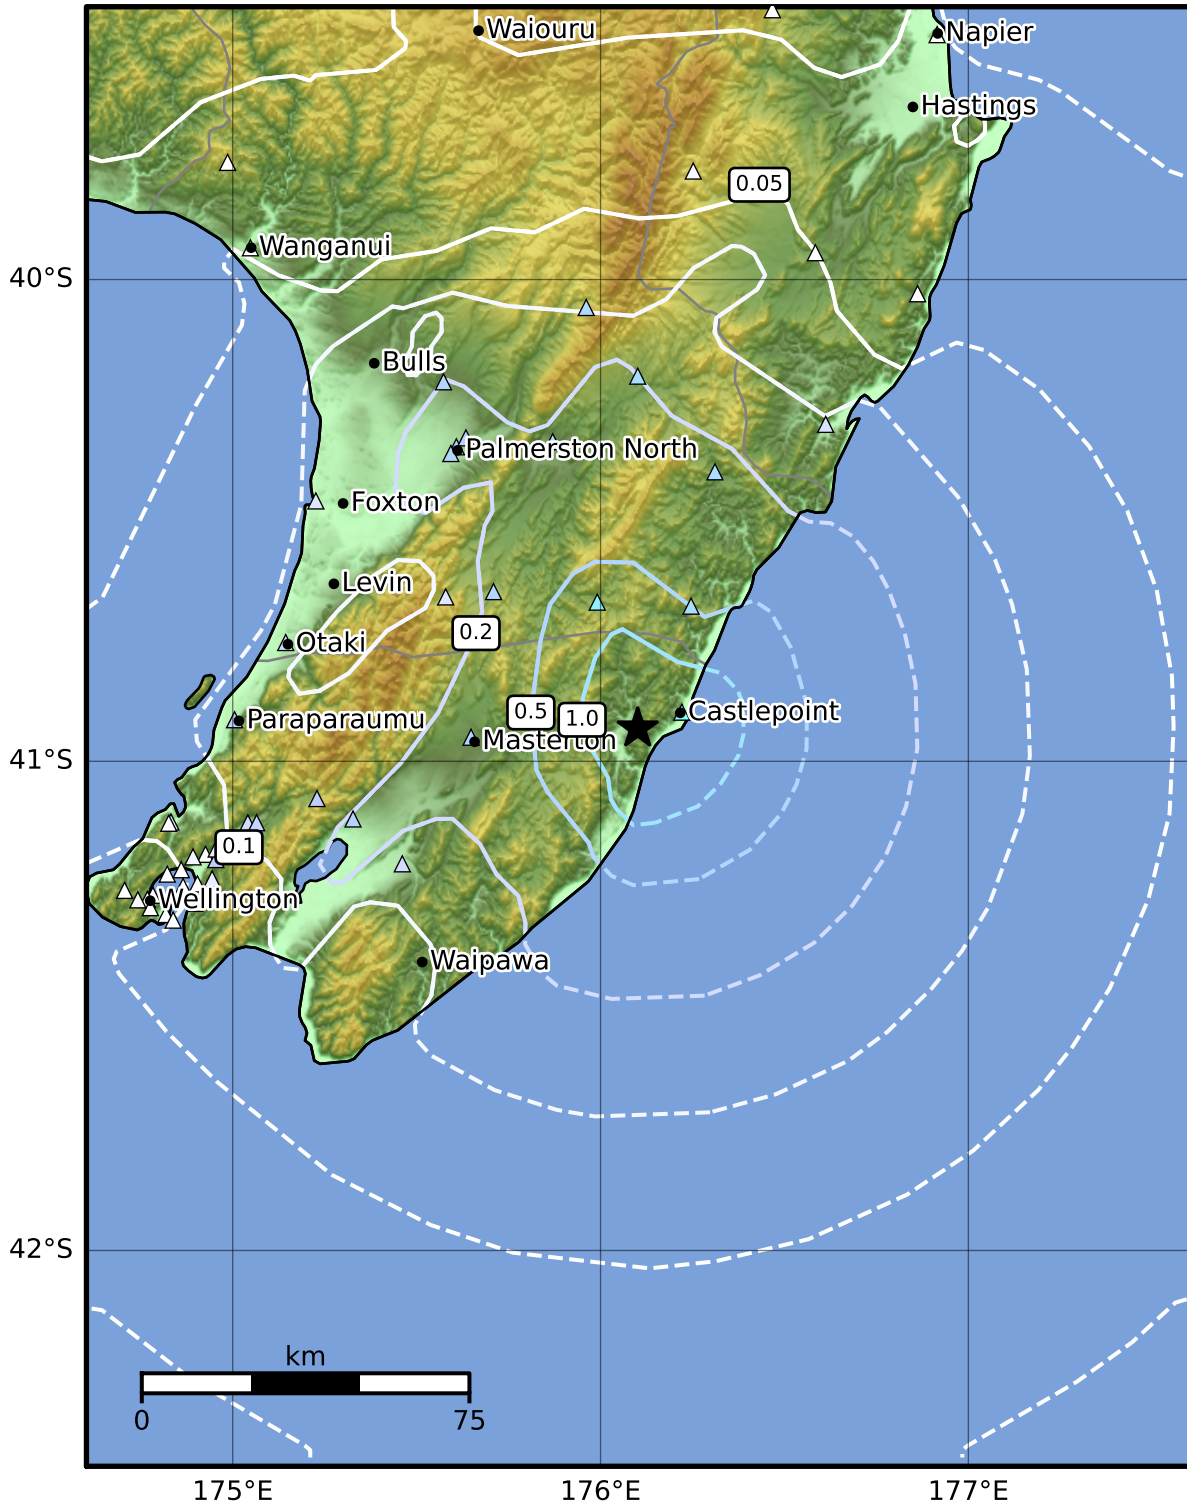 Waiouru
Napier
Hastings
0.05
Wanganui
40°S
Bulls
Palmerston North
Foxton
Levin
0.2
Otaki
0.5
1.0
Castlepoint
Paraparaumu
Masterton
41°S
0.1
Wellington
Waipawa
42°S
km
0
75
175°E
176°E
177°E